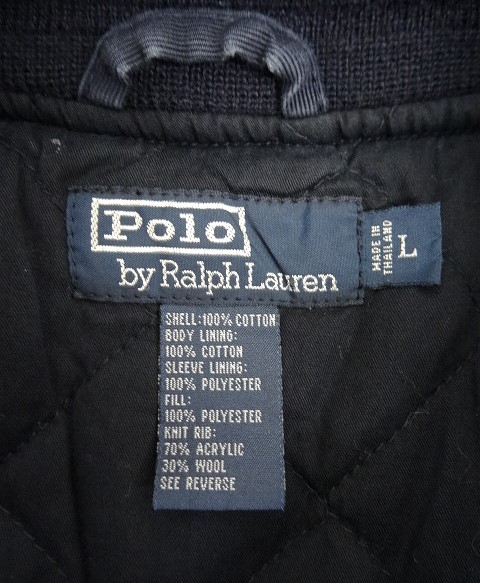 Polo
by Ralph Lauren
MADE IN
THAILAND
L
SHELL:100% COTTON
BODY LINING:
100% COTTON
SLEEVE LINING:
100% POLYESTER
FILL:
100% POLYESTER
KNIT RIB:
70% ACRYLIC
30% WOOL
SEE REVERSE